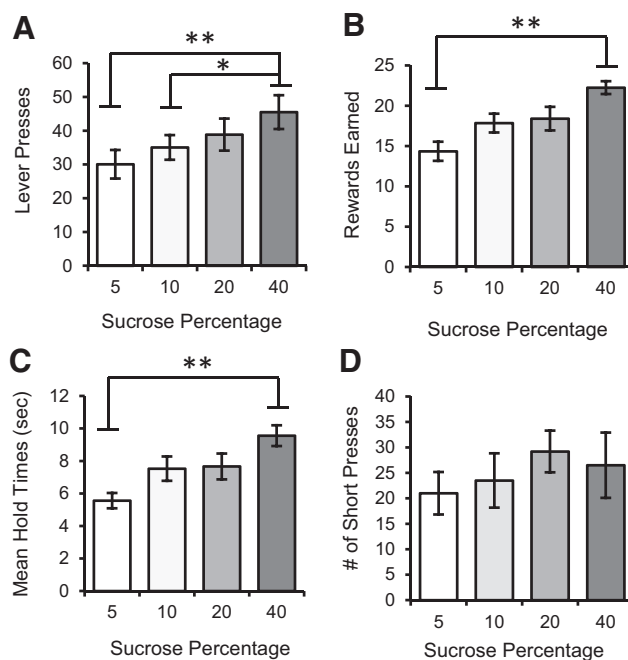 A
**
*
60
50
40
30
20
10
0
Lever Presses
5 10 20 40
Sucrose Percentage
B
**
25
20
15
10
5
0
Rewards Earned
5 10 20 40
Sucrose Percentage
C
**
12
10
8
6
4
2
0
Mean Hold Times (sec)
5 10 20 40
Sucrose Percentage
D
40
35
30
25
20
15
10
5
0
# of Short Presses
5 10 20 40
Sucrose Percentage